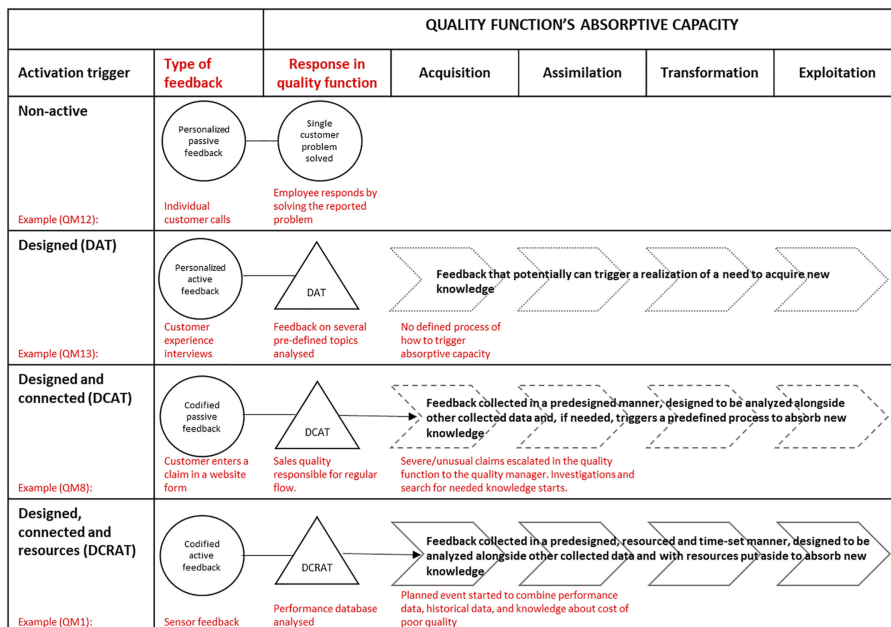 QUALITY FUNCTION'S ABSORPTIVE CAPACITY
Activation trigger
Type of
feedback
Response in
quality function
Acquisition
Assimilation
Transformation
Exploitation
Non-active
Personalized
passive
feedback
Single
customer
problem
solved
Example (QM12):
Individual
customer calls
Employee responds by
solving the reported
problem
Designed (DAT)
Personalized
active
feedback
DAT
Feedback that potentially can trigger a realization of a need to acquire new
knowledge
Example (QM13):
Customer
experience
interviews
Feedback on several
pre-defined topics
analysed
No defined process of
how to trigger
absorptive capacity
Designed and
connected (DCAT)
Codified
passive
feedback
DCAT
Feedback collected in a predesigned manner, designed to be analyzed alongside
other collected data and, if needed, triggers a predefined process to absorb new
knowledge
Example (QM8):
Customer enters a
claim in a website
form
Sales quality
responsible for regular
flow.
Severe/unusual claims escalated in the quality
function to the quality manager. Investigations and
search for needed knowledge starts.
Designed,
connected and
resources (DCRAT)
Codified
active
feedback
DCRAT
Feedback collected in a predesigned, resourced and time-set manner, designed to be
analyzed alongside other collected data and with resources put aside to absorb new
knowledge
Example (QM1):
Sensor feedback
Performance database
analysed
Planned event started to combine performance
data, historical data, and knowledge about cost of
poor quality